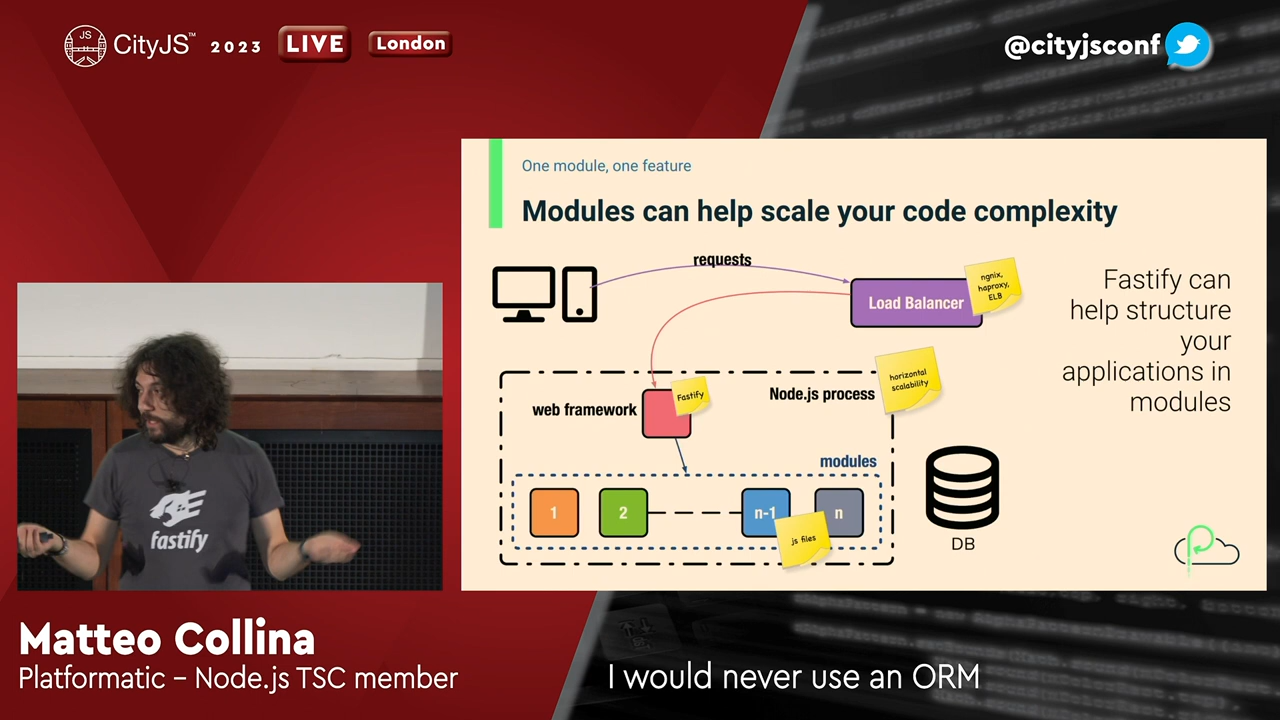 JS
CityJS™ 2023 LIVE London
@cityjsconf
One module, one feature
Modules can help scale your code complexity
requests
Load Balancer
ngnix,
haproxy,
ELB
Fastify can
help structure
your
applications in
modules
horizontal
scalability
Node.js process
web framework
Fastify
modules
1
2
n-1
n
js files
DB
fastify
Matteo Collina
Platformatic – Node.js TSC member
I would never use an ORM